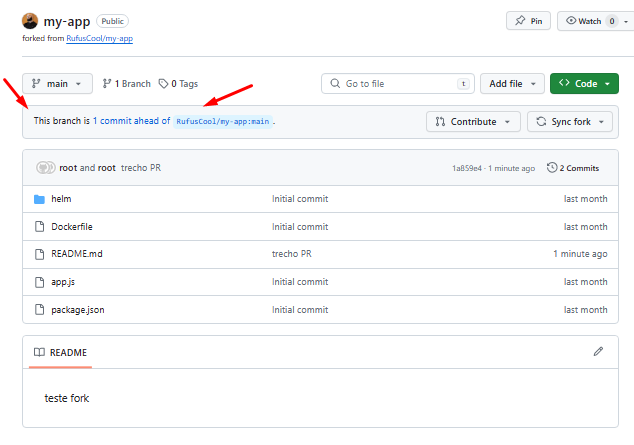 my-app Public Pin Watch 0
forked from RufusCool/my-app
main 1 Branch 0 Tags Go to file t Add file Code
This branch is 1 commit ahead of RufusCool/my-app:main . Contribute Sync fork
root and root trecho PR 1a859e4 · 1 minute ago 2 Commits
helm Initial commit last month
Dockerfile Initial commit last month
README.md trecho PR 1 minute ago
app.js Initial commit last month
package.json Initial commit last month
README
teste fork